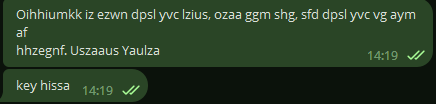 Oihhiumkk iz ezwn dpsl yvc lzius, ozaa ggm shg, sfd dpsl yvc vg aym
af
hhzegnf. Uszaaus Yaulza
14:19
key hissa
14:19